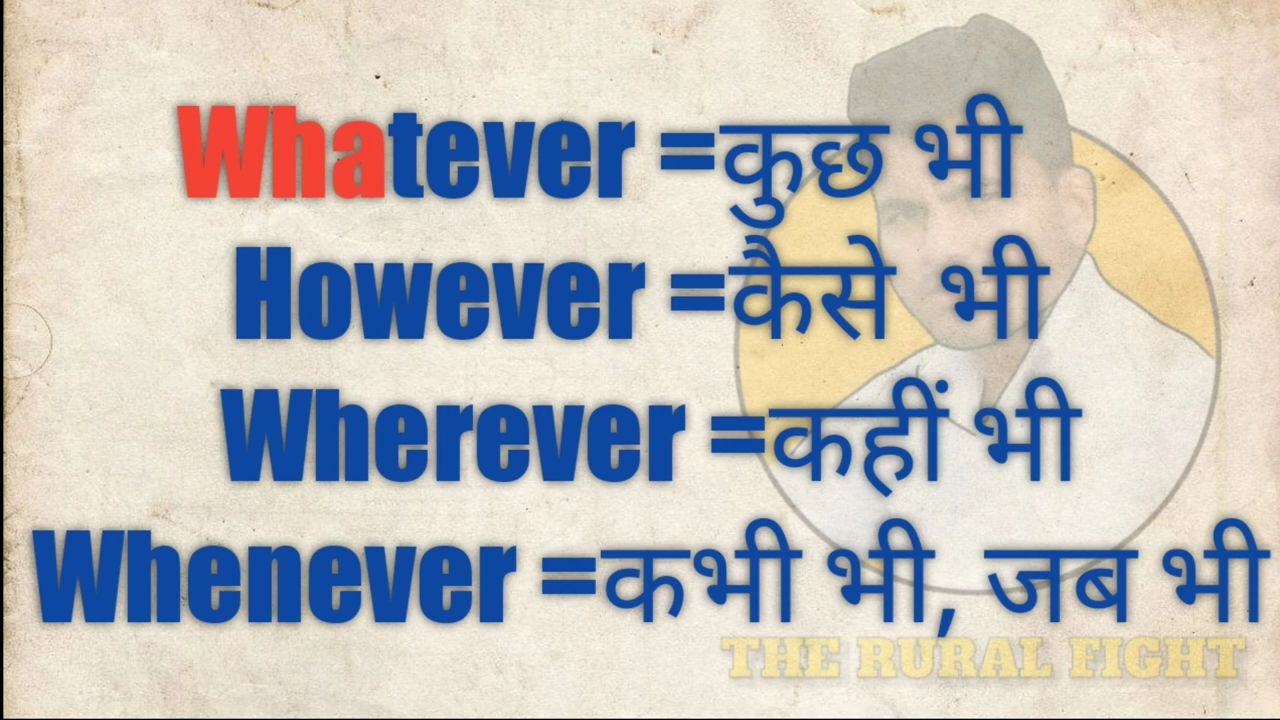 Whatever =कुछ भी
However =कैसे भी
Wherever =कहीं भी
Whenever =कभी भी, जब भी
THE RURAL FIGHT